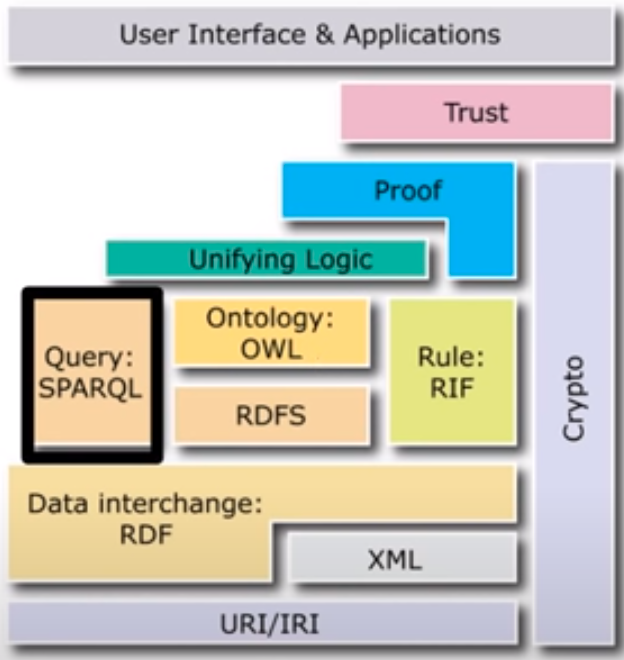 User Interface & Applications
Trust
Proof
Unifying Logic
Query:
SPARQL
Ontology:
OWL
RDFS
Rule:
RIF
Crypto
Data interchange:
RDF
XML
URI/IRI